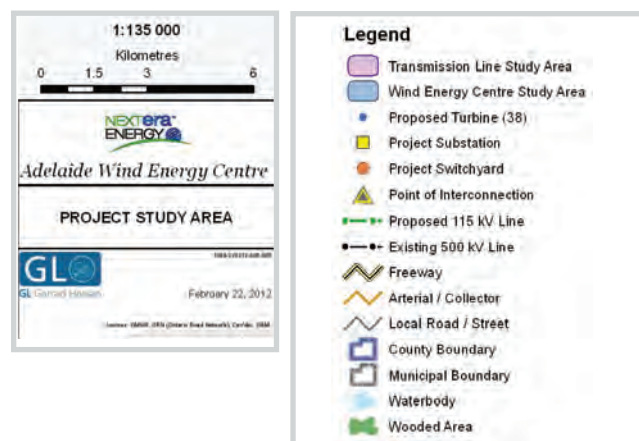 1:135 000
Kilometres
0 1.5 3 6
NEXTera™
ENERGY
Adelaide Wind Energy Centre
PROJECT STUDY AREA
GL
GL Garrad Hassan
February 22, 2012
Legend
Transmission Line Study Area
Wind Energy Centre Study Area
Proposed Turbine (38)
Project Substation
Project Switchyard
Point of Interconnection
Proposed 115 kV Line
Existing 500 kV Line
Freeway
Arterial / Collector
Local Road / Street
County Boundary
Municipal Boundary
Waterbody
Wooded Area